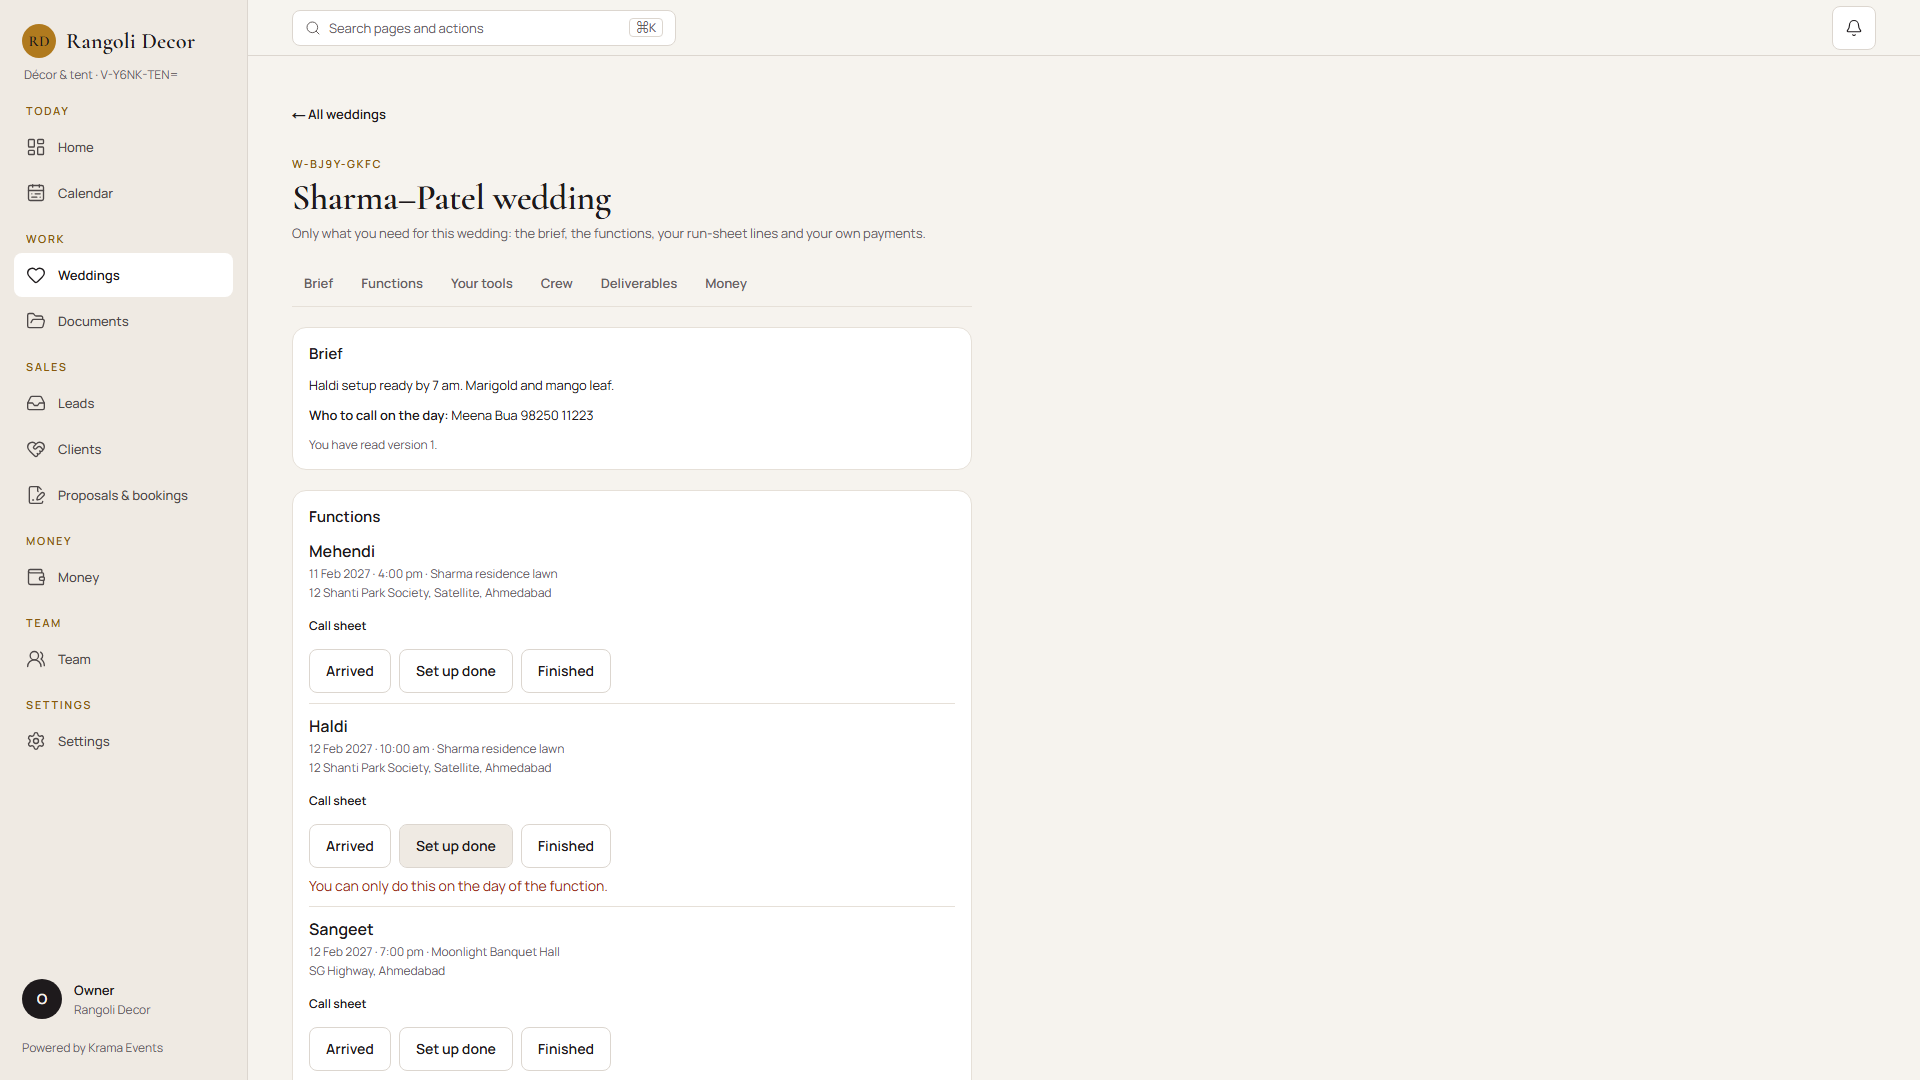 RD Rangoli Decor
Décor & tent · V-Y6NK-TEN=
TODAY
Home
Calendar
WORK
Weddings
Documents
SALES
Leads
Clients
Proposals & bookings
MONEY
Money
TEAM
Team
SETTINGS
Settings
O
Owner
Rangoli Decor
Powered by Krama Events
Search pages and actions ⌘K
← All weddings
W-BJ9Y-GKFC
Sharma–Patel wedding
Only what you need for this wedding: the brief, the functions, your run-sheet lines and your own payments.
Brief Functions Your tools Crew Deliverables Money
Brief
Haldi setup ready by 7 am. Marigold and mango leaf.
Who to call on the day: Meena Bua 98250 11223
You have read version 1.
Functions
Mehendi
11 Feb 2027 · 4:00 pm · Sharma residence lawn
12 Shanti Park Society, Satellite, Ahmedabad
Call sheet
Arrived Set up done Finished
Haldi
12 Feb 2027 · 10:00 am · Sharma residence lawn
12 Shanti Park Society, Satellite, Ahmedabad
Call sheet
Arrived Set up done Finished
You can only do this on the day of the function.
Sangeet
12 Feb 2027 · 7:00 pm · Moonlight Banquet Hall
SG Highway, Ahmedabad
Call sheet
Arrived Set up done Finished